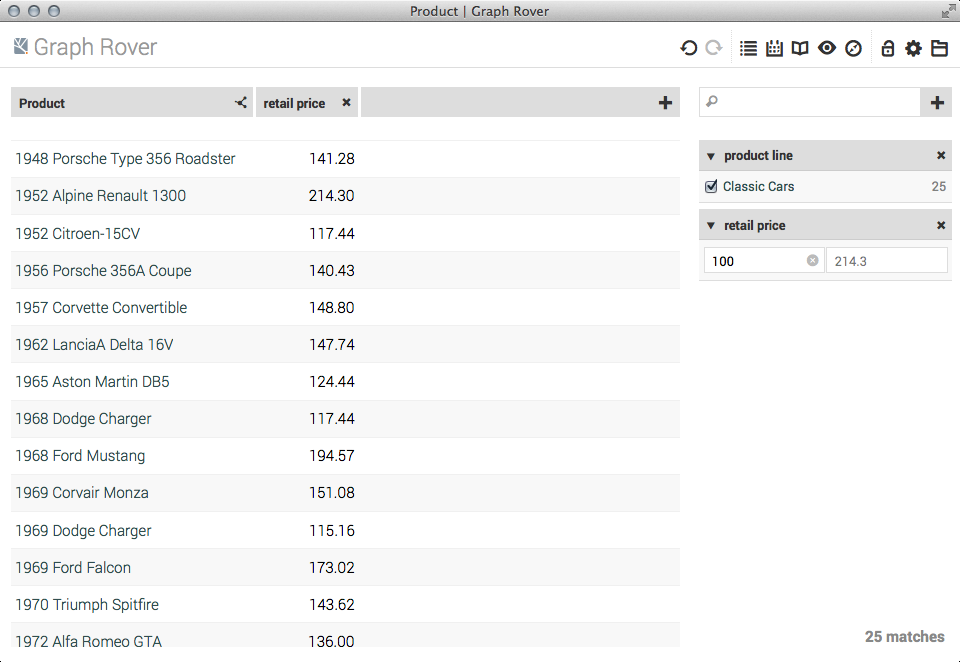 Product | Graph Rover
Graph Rover
Product retail price
1948 Porsche Type 356 Roadster 141.28
1952 Alpine Renault 1300 214.30
1952 Citroen-15CV 117.44
1956 Porsche 356A Coupe 140.43
1957 Corvette Convertible 148.80
1962 LanciaA Delta 16V 147.74
1965 Aston Martin DB5 124.44
1968 Dodge Charger 117.44
1968 Ford Mustang 194.57
1969 Corvair Monza 151.08
1969 Dodge Charger 115.16
1969 Ford Falcon 173.02
1970 Triumph Spitfire 143.62
1972 Alfa Romeo GTA 136.00
product line
Classic Cars 25
retail price
100 214.3
25 matches